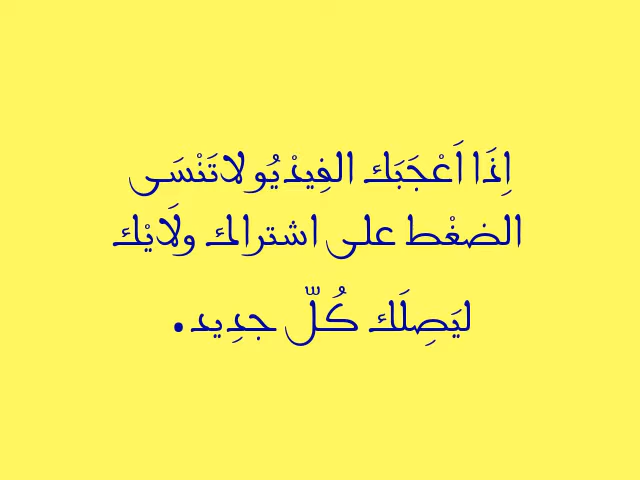 اِذَا اَعْجَبَك الفِيدْيُو لاتَنْسَى
الضغْط على اشتراك ولَايْك
ليَصِلَك كُلّ جدِيد.